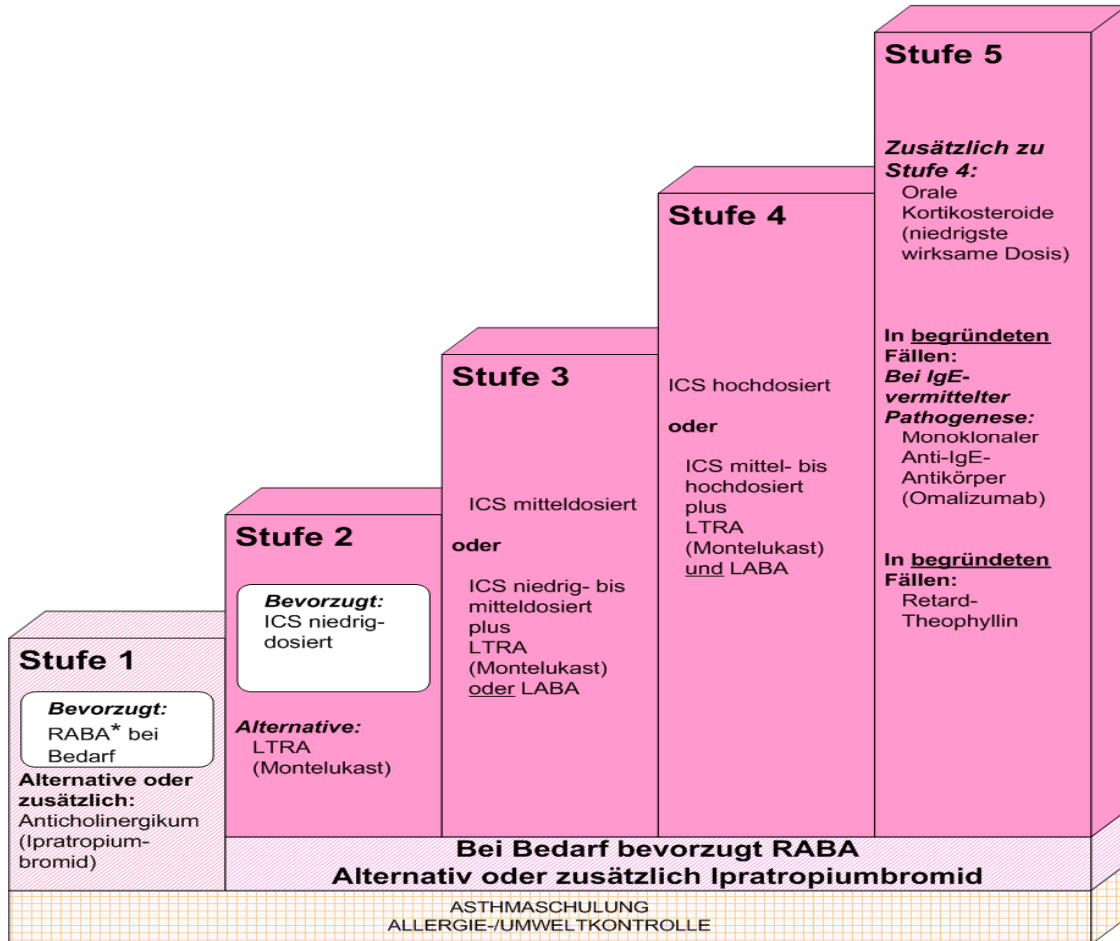 Stufe 1
Bevorzugt:
RABA* bei
Bedarf
Alternative oder
zusätzlich:
Anticholinergikum
(Ipratropium-
bromid)
Stufe 2
Bevorzugt:
ICS niedrig-
dosiert
Alternative:
LTRA
(Montelukast)
Stufe 3
ICS mitteldosiert
oder
ICS niedrig- bis
mitteldosiert
plus
LTRA
(Montelukast)
oder LABA
Stufe 4
ICS hochdosiert
oder
ICS mittel- bis
hochdosiert
plus
LTRA
(Montelukast)
und LABA
Stufe 5
Zusätzlich zu
Stufe 4:
Orale
Kortikosteroide
(niedrigste
wirksame Dosis)
In begründeten
Fällen:
Bei IgE-
vermittelter
Pathogenese:
Monoklonaler
Anti-IgE-
Antikörper
(Omalizumab)
In begründeten
Fällen:
Retard-
Theophyllin
Bei Bedarf bevorzugt RABA
Alternativ oder zusätzlich Ipratropiumbromid
ASTHMASCHULUNG
ALLERGIE-/UMWELTKONTROLLE